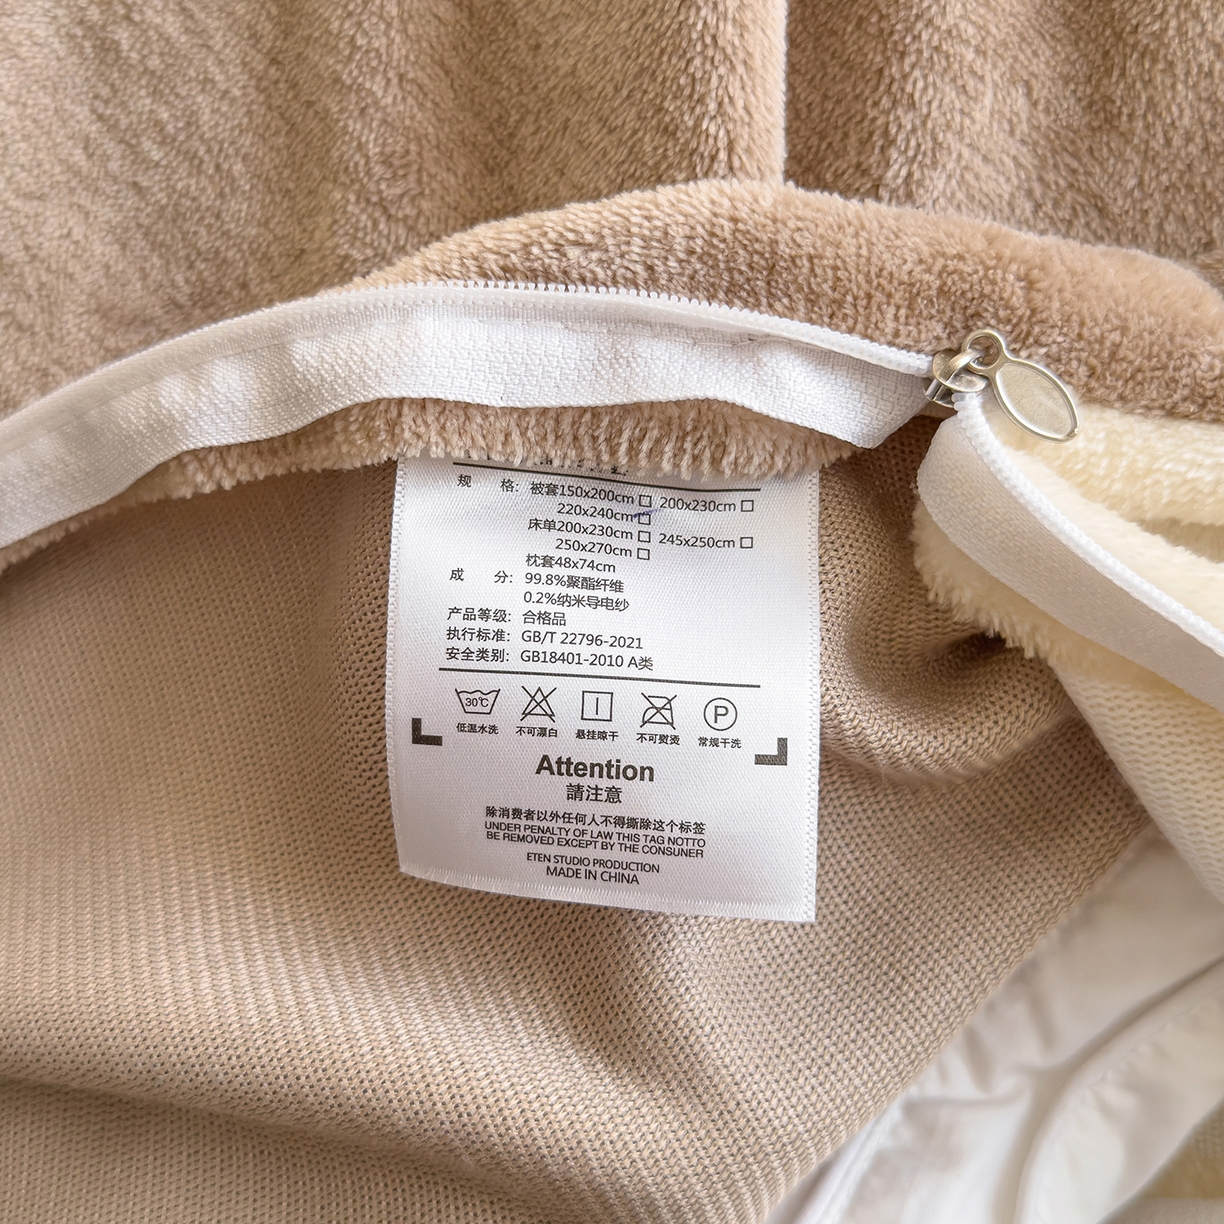 规 格：被套150x200cm □ 200x230cm □
220x240cm □
床单200x230cm □ 245x250cm □
250x270cm □
枕套48x74cm
成 分：99.8%聚酯纤维
0.2%纳米导电纱
产品等级：合格品
执行标准：GB/T 22796-2021
安全类别：GB18401-2010 A类
30℃
P
低温水洗 不可漂白 悬挂晾干 不可熨烫 常规干洗
Attention
請注意
除消费者以外任何人不得撕除这个标签
UNDER PENALTY OF LAW THIS TAG NOTTO
BE REMOVED EXCEPT BY THE CONSUNER
ETEN STUDIO PRODUCTION
MADE IN CHINA